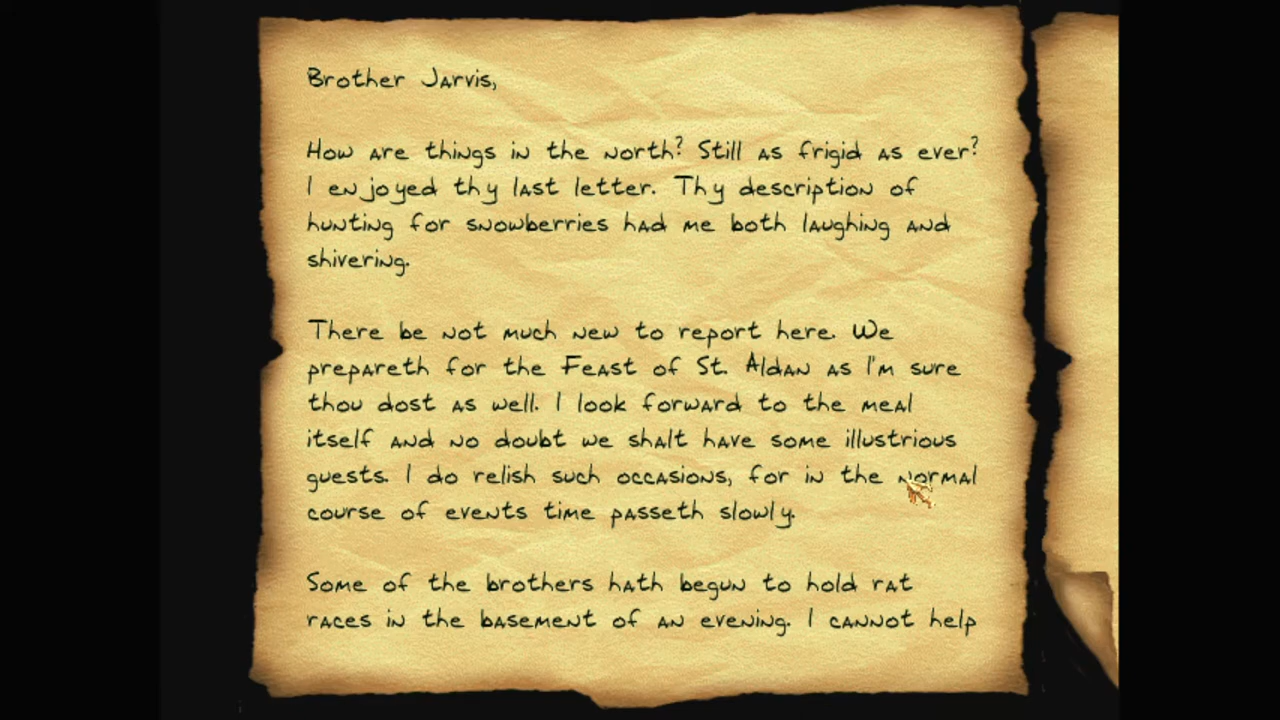 Brother Jarvis,
How are things in the north? Still as frigid as ever?
I enjoyed thy last letter. Thy description of
hunting for snowberries had me both laughing and
shivering.
There be not much new to report here. We
prepareth for the Feast of St. Aldan as I'm sure
thou dost as well. I look forward to the meal
itself and no doubt we shalt have some illustrious
guests. I do relish such occasions, for in the normal
course of events time passeth slowly.
Some of the brothers hath begun to hold rat
races in the basement of an evening. I cannot help